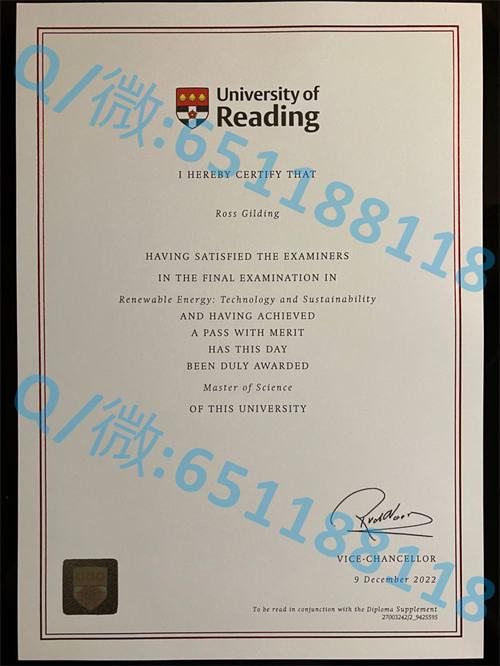 Q/微:651188118
University of
Reading
I HEREBY CERTIFY THAT
Ross Gilding
HAVING SATISFIED THE EXAMINERS
IN THE FINAL EXAMINATION IN
Renewable Energy: Technology and Sustainability
AND HAVING ACHIEVED
A PASS WITH MERIT
HAS THIS DAY
BEEN DULY AWARDED
Master of Science
OF THIS UNIVERSITY
Q/微:651188118
VICE-CHANCELLOR
9 December 2022
To be read in conjunction with the Diploma Supplement
27003242/2_9425595